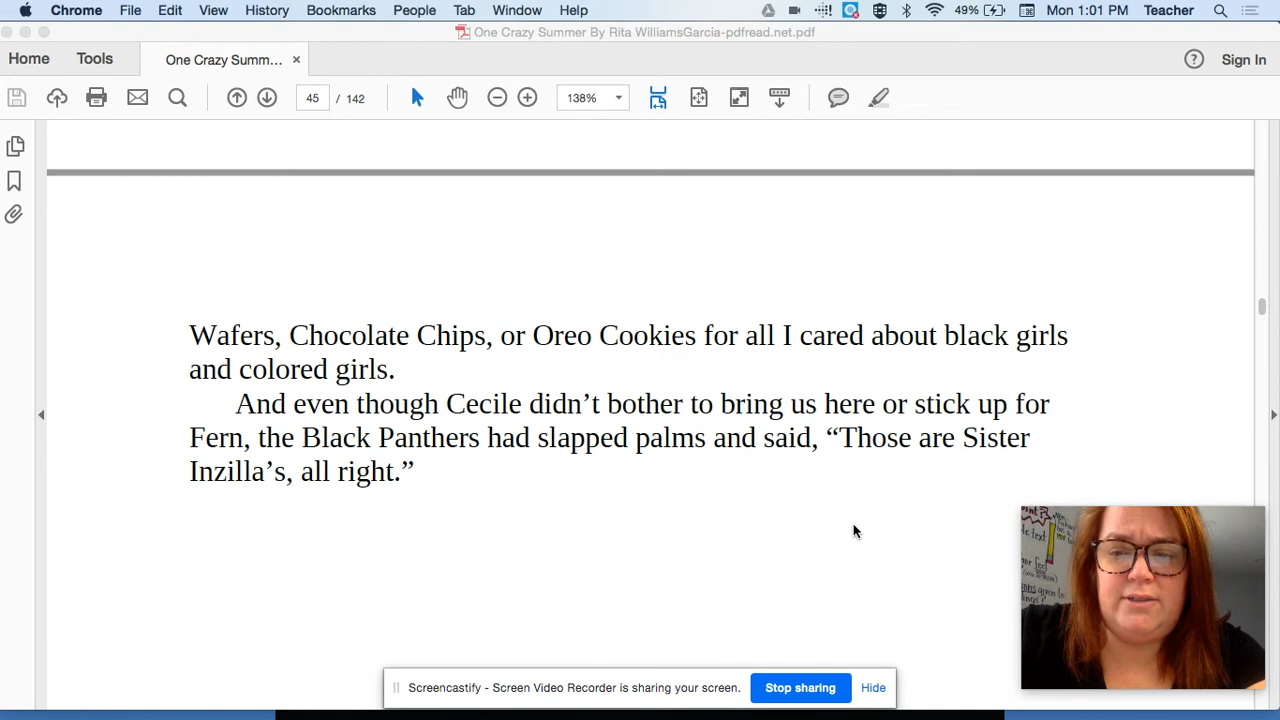 Chrome File Edit View History Bookmarks People Tab Window Help 49% Mon 1:01 PM Teacher
One Crazy Summer By Rita WilliamsGarcia-pdfread.net.pdf
Home Tools One Crazy Summ... × Sign In
45 / 142 138%
Wafers, Chocolate Chips, or Oreo Cookies for all I cared about black girls
and colored girls.
And even though Cecile didn’t bother to bring us here or stick up for
Fern, the Black Panthers had slapped palms and said, “Those are Sister
Inzilla’s, all right.”
Screencastify - Screen Video Recorder is sharing your screen. Stop sharing Hide